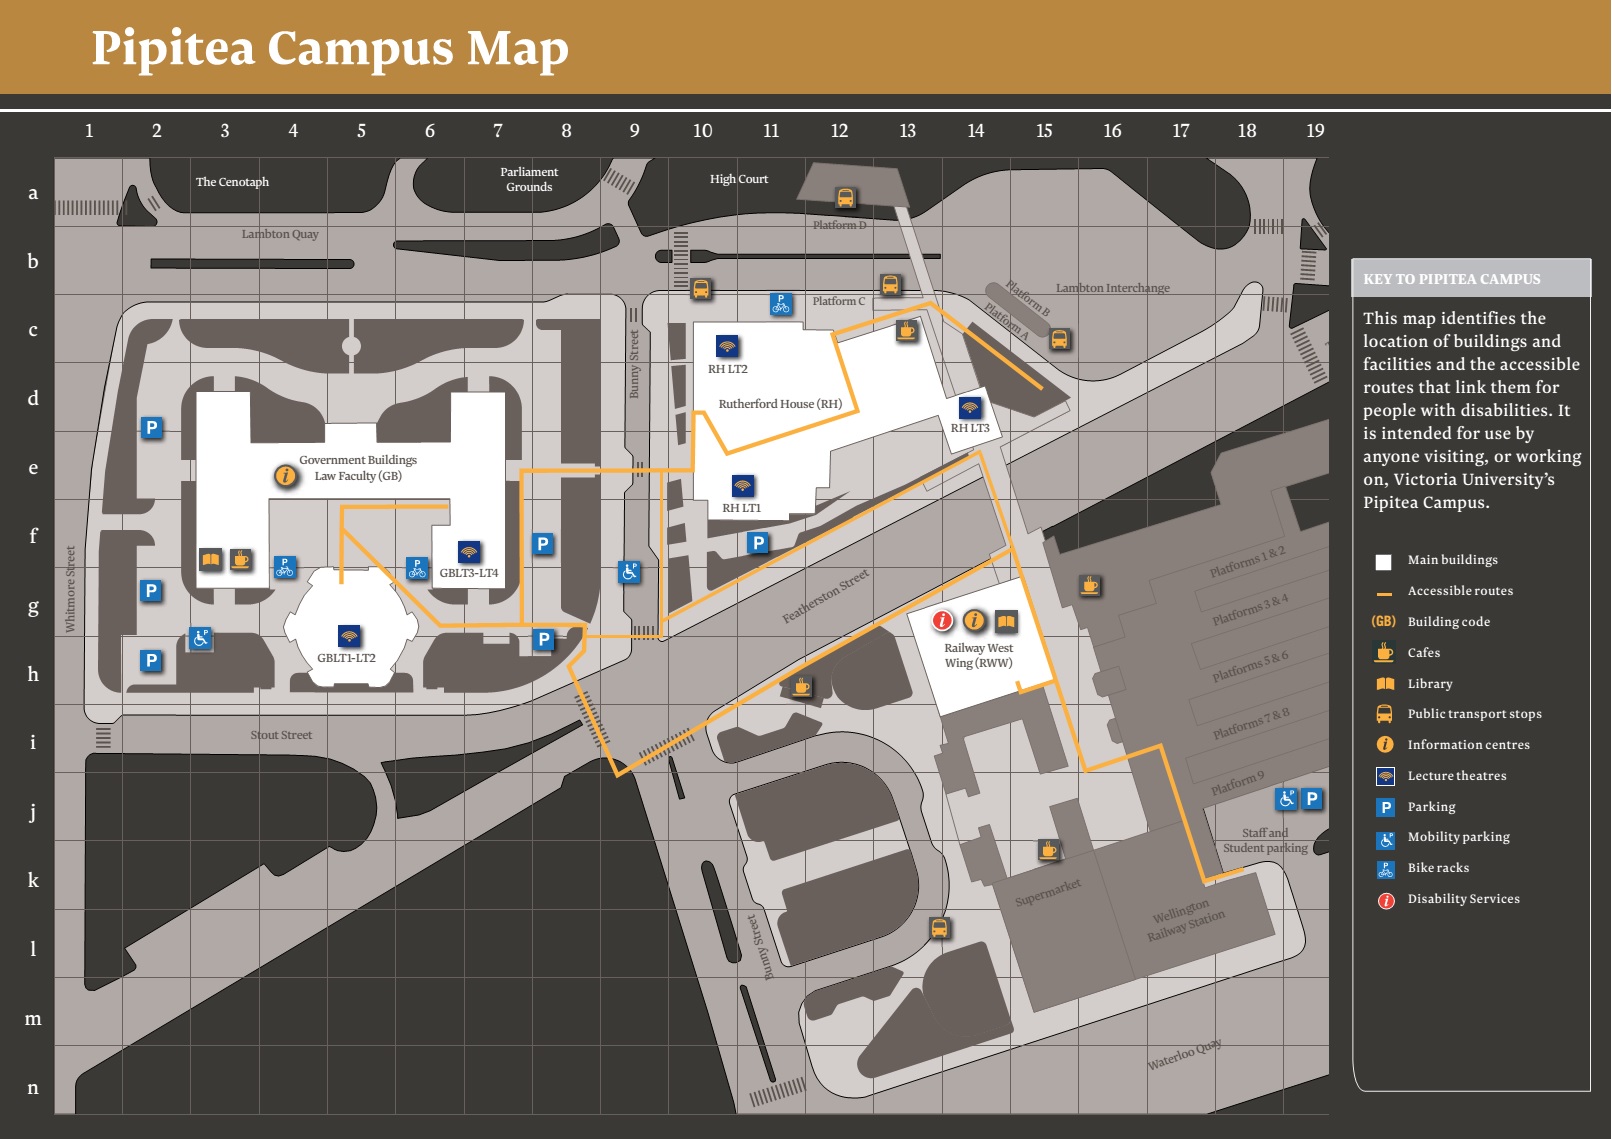 Pipitea Campus Map
1 2 3 4 5 6 7 8 9 10 11 12 13 14 15 16 17 18 19
a
b
c
d
e
f
g
h
i
j
k
l
m
n
The Cenotaph
Parliament
Grounds
High Court
Lambton Quay
Platform D
Platform C
Platform B
Platform A
Lambton Interchange
Bunny Street
RH LT2
Rutherford House (RH)
RH LT3
RH LT1
P
Government Buildings
Law Faculty (GB)
i
Whitmore Street
P
P
GBLT3-LT4
P
P
P
P
P
P
P
P
P
GBLT1-LT2
P
Featherston Street
i
i
Railway West
Wing (RWW)
Platforms 1 & 2
Platforms 3 & 4
Platforms 5 & 6
Platforms 7 & 8
Platform 9
P
P
Staff and
Student parking
Stout Street
Supermarket
Wellington
Railway Station
Bunny Street
Waterloo Quay
KEY TO PIPITEA CAMPUS
This map identifies the
location of buildings and
facilities and the accessible
routes that link them for
people with disabilities. It
is intended for use by
anyone visiting, or working
on, Victoria University's
Pipitea Campus.
Main buildings
Accessible routes
(GB) Building code
Cafes
Library
Public transport stops
i Information centres
Lecture theatres
P Parking
P Mobility parking
P Bike racks
i Disability Services